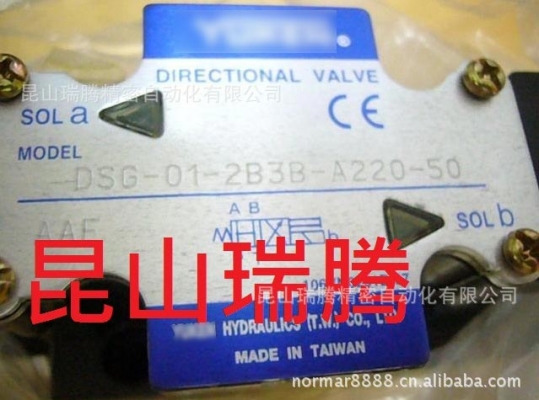 DIRECTIONAL VALVE
昆山瑞腾精密自动化有限公司
SOL a
CE
MODEL
DSG-01-2B3B-A220-50
A B
SOL b
b
昆山瑞腾
昆山瑞腾精密自动化有限公司
HYDRAULICS (T.W.) CO.,
MADE IN TAIWAN
normar8888.cn.alibaba.com